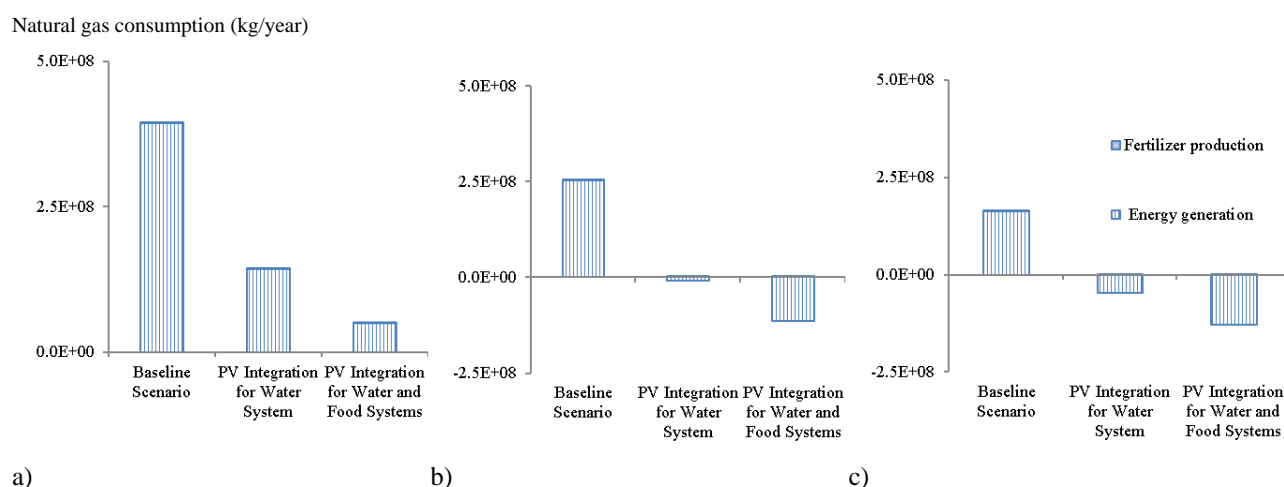 Natural gas consumption (kg/year)
5.0E+08
2.5E+08
0.0E+00
Baseline
Scenario
PV Integration
for Water
System
PV Integration
for Water and
Food Systems
a)
5.0E+08
2.5E+08
0.0E+00
-2.5E+08
Baseline
Scenario
PV Integration
for Water
System
PV Integration
for Water and
Food Systems
b)
5.0E+08
2.5E+08
0.0E+00
-2.5E+08
Fertilizer production
Energy generation
Baseline
Scenario
PV Integration
for Water
System
PV Integration
for Water and
Food Systems
c)